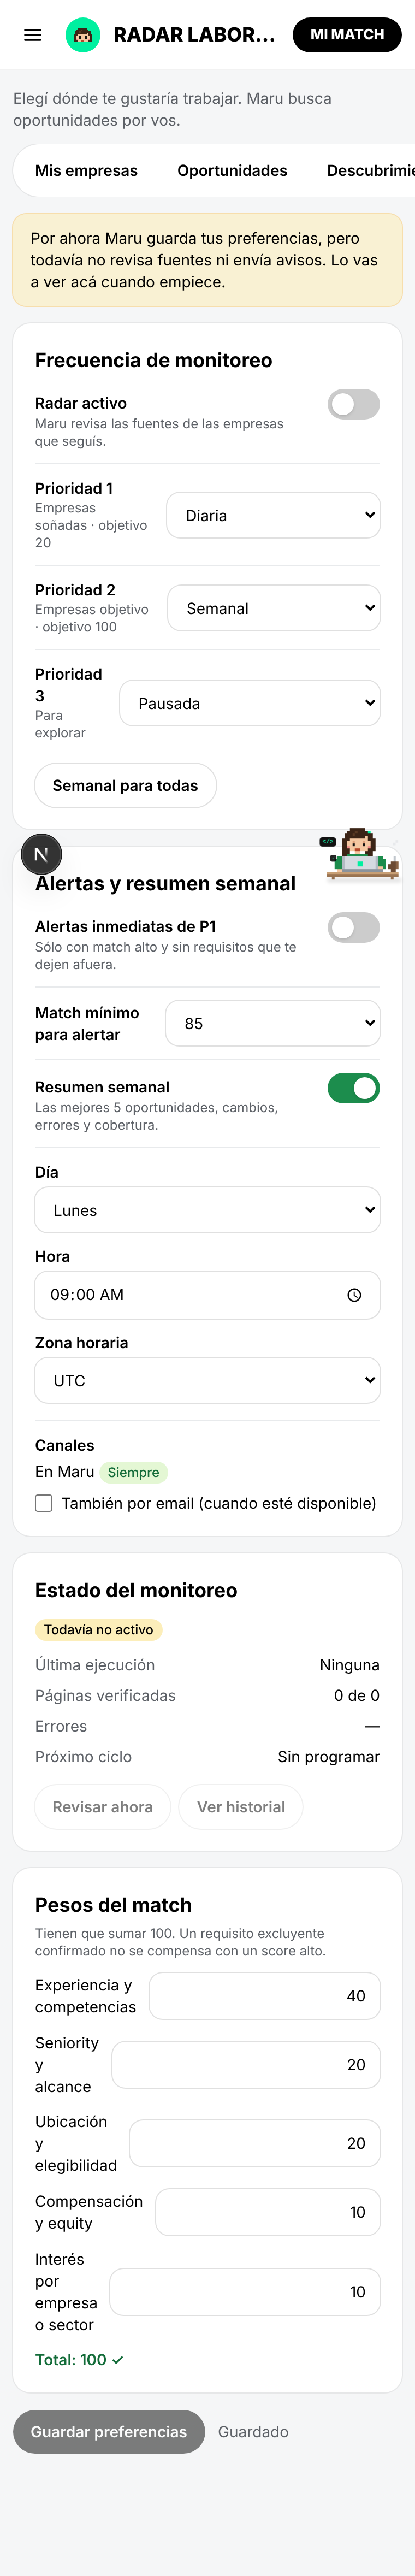 RADAR LABOR...
MI MATCH
Elegí dónde te gustaría trabajar. Maru busca
oportunidades por vos.
Mis empresas
Oportunidades
Descubrimie
Por ahora Maru guarda tus preferencias, pero
todavía no revisa fuentes ni envía avisos. Lo vas
a ver acá cuando empiece.
Frecuencia de monitoreo
Radar activo
Maru revisa las fuentes de las empresas
que seguís.
Prioridad 1
Empresas
soñadas · objetivo
20
Diaria
Prioridad 2
Empresas objetivo
· objetivo 100
Semanal
Prioridad
3
Para
explorar
Pausada
Semanal para todas
N
</>
Alertas y resumen semanal
Alertas inmediatas de P1
Sólo con match alto y sin requisitos que te
dejen afuera.
Match mínimo
para alertar
85
Resumen semanal
Las mejores 5 oportunidades, cambios,
errores y cobertura.
Día
Lunes
Hora
09:00 AM
Zona horaria
UTC
Canales
En Maru Siempre
También por email (cuando esté disponible)
Estado del monitoreo
Todavía no activo
Última ejecución Ninguna
Páginas verificadas 0 de 0
Errores —
Próximo ciclo Sin programar
Revisar ahora
Ver historial
Pesos del match
Tienen que sumar 100. Un requisito excluyente
confirmado no se compensa con un score alto.
Experiencia y
competencias
40
Seniority
y
alcance
20
Ubicación
y
elegebilidad
20
Compensación
y equity
10
Interés
por
empresa
o sector
10
Total: 100 ✓
Guardar preferencias
Guardado